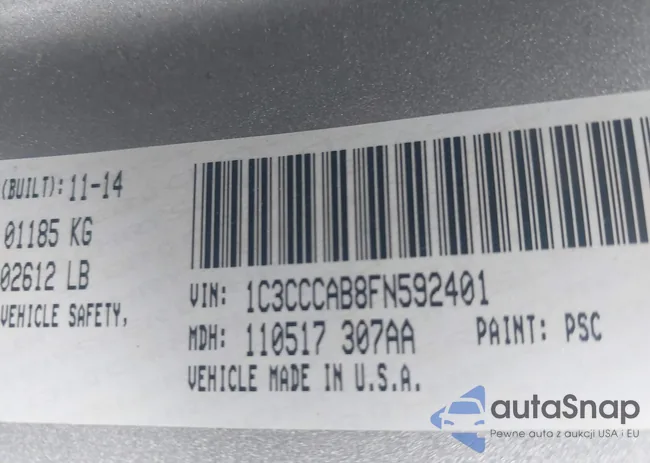 (BUILT): 11-14
01185 KG
02612 LB
VEHICLE SAFETY,
VIN: 1C3CCCAB8FN592401
MDH: 110517 307AA PAINT: PSC
VEHICLE MADE IN U.S.A.
autaSnap
Pewne auta z aukcji USA i EU